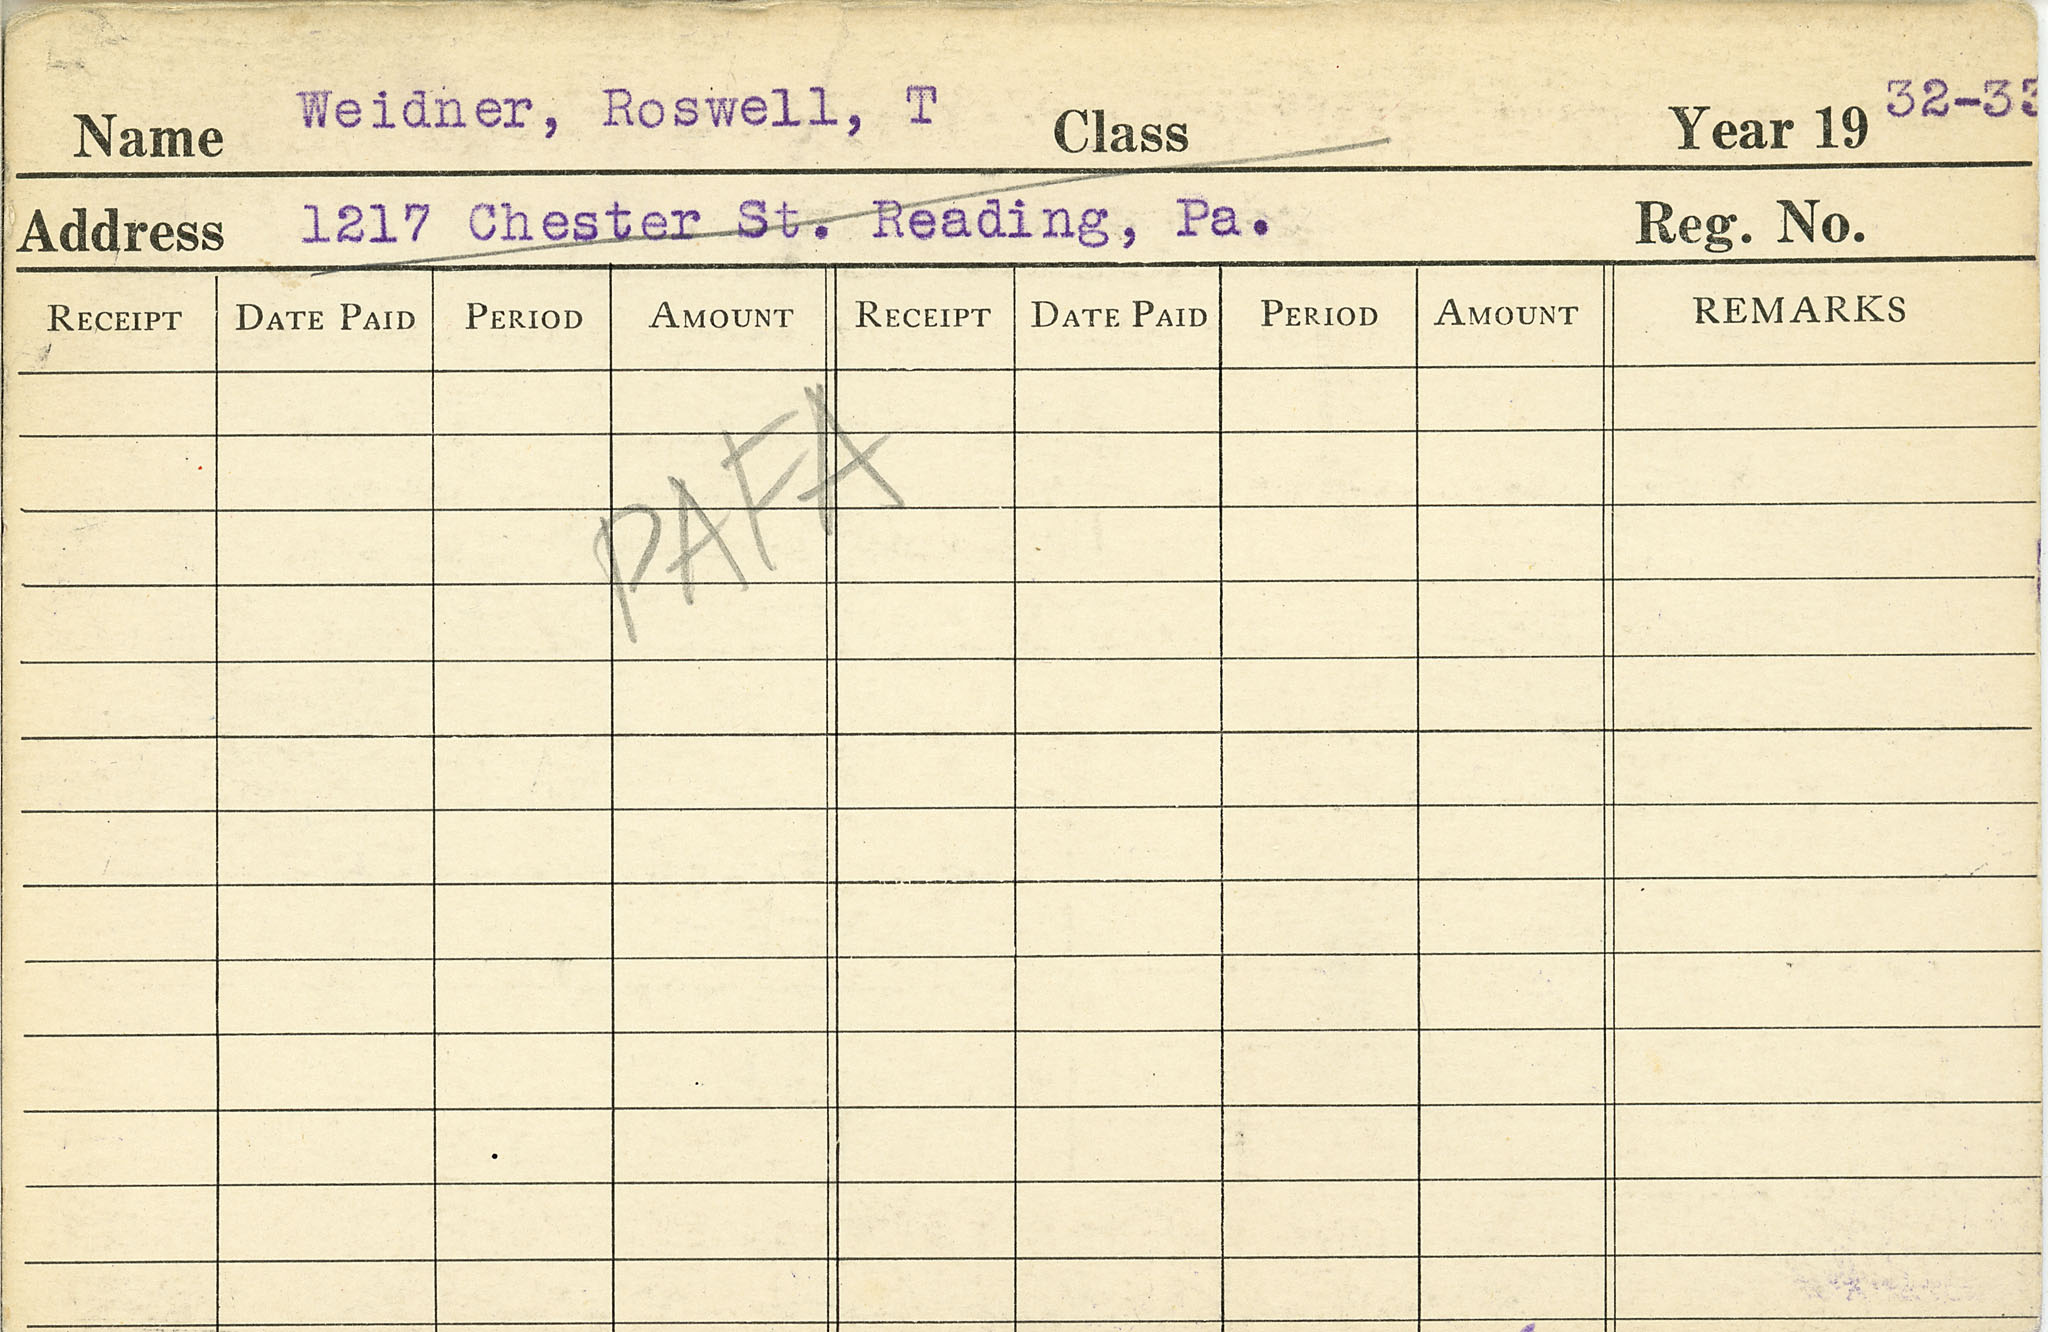 Name Weidner, Roswell, T Class Year 19 32-33
Address 1217 Chester St. Reading, Pa. Reg. No.
RECEIPT DATE PAID PERIOD AMOUNT RECEIPT DATE PAID PERIOD AMOUNT REMARKS
PAFA